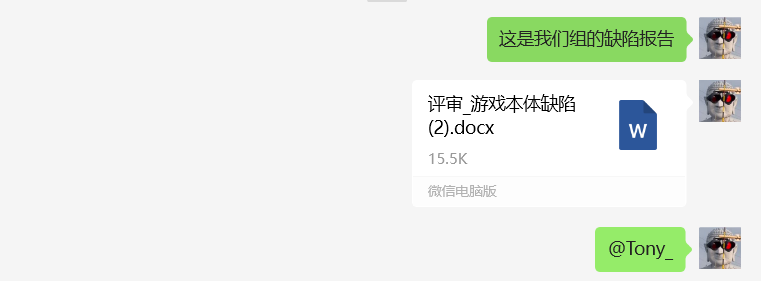 这是我们组的缺陷报告
评审_游戏本体缺陷
(2).docx
W
15.5K
微信电脑版
@Tony_